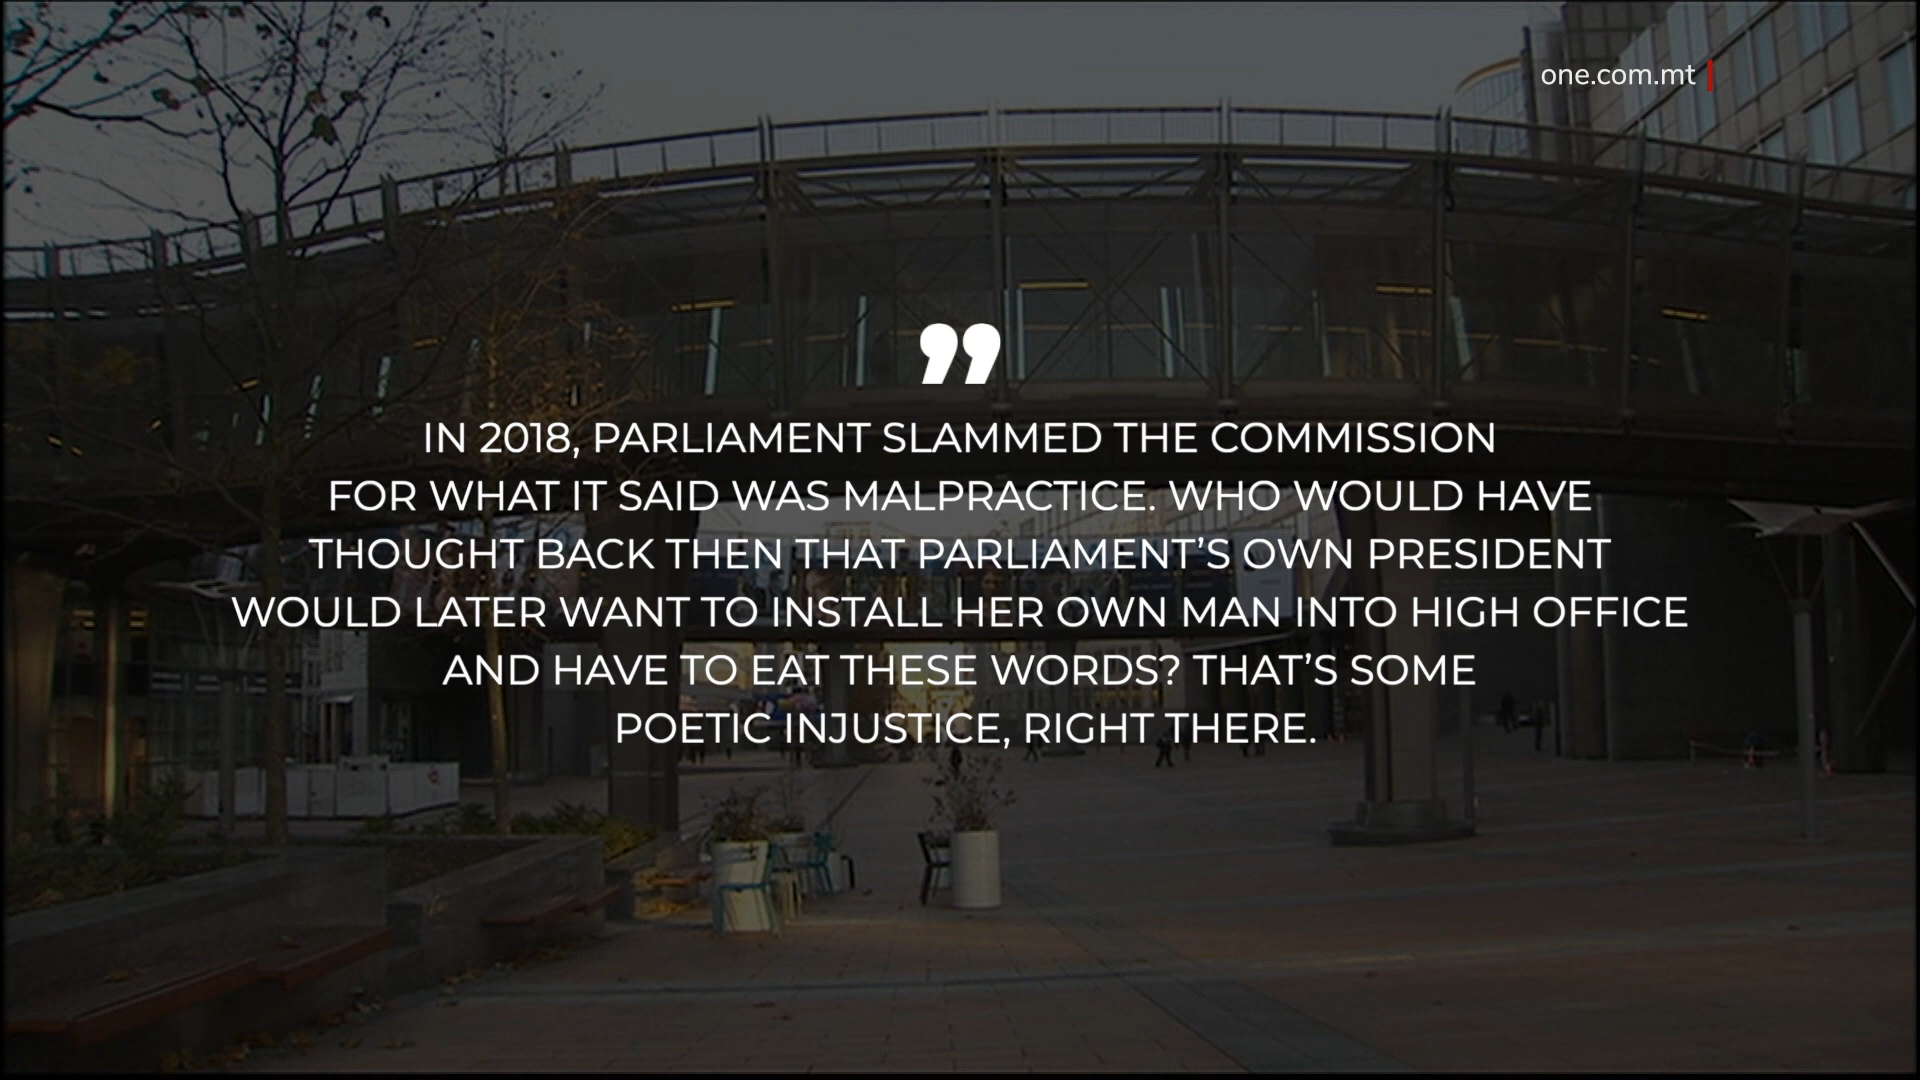 one.com.mt
”
IN 2018, PARLIAMENT SLAMMED THE COMMISSION
FOR WHAT IT SAID WAS MALPRACTICE. WHO WOULD HAVE
THOUGHT BACK THEN THAT PARLIAMENT’S OWN PRESIDENT
WOULD LATER WANT TO INSTALL HER OWN MAN INTO HIGH OFFICE
AND HAVE TO EAT THESE WORDS? THAT’S SOME
POETIC INJUSTICE, RIGHT THERE.